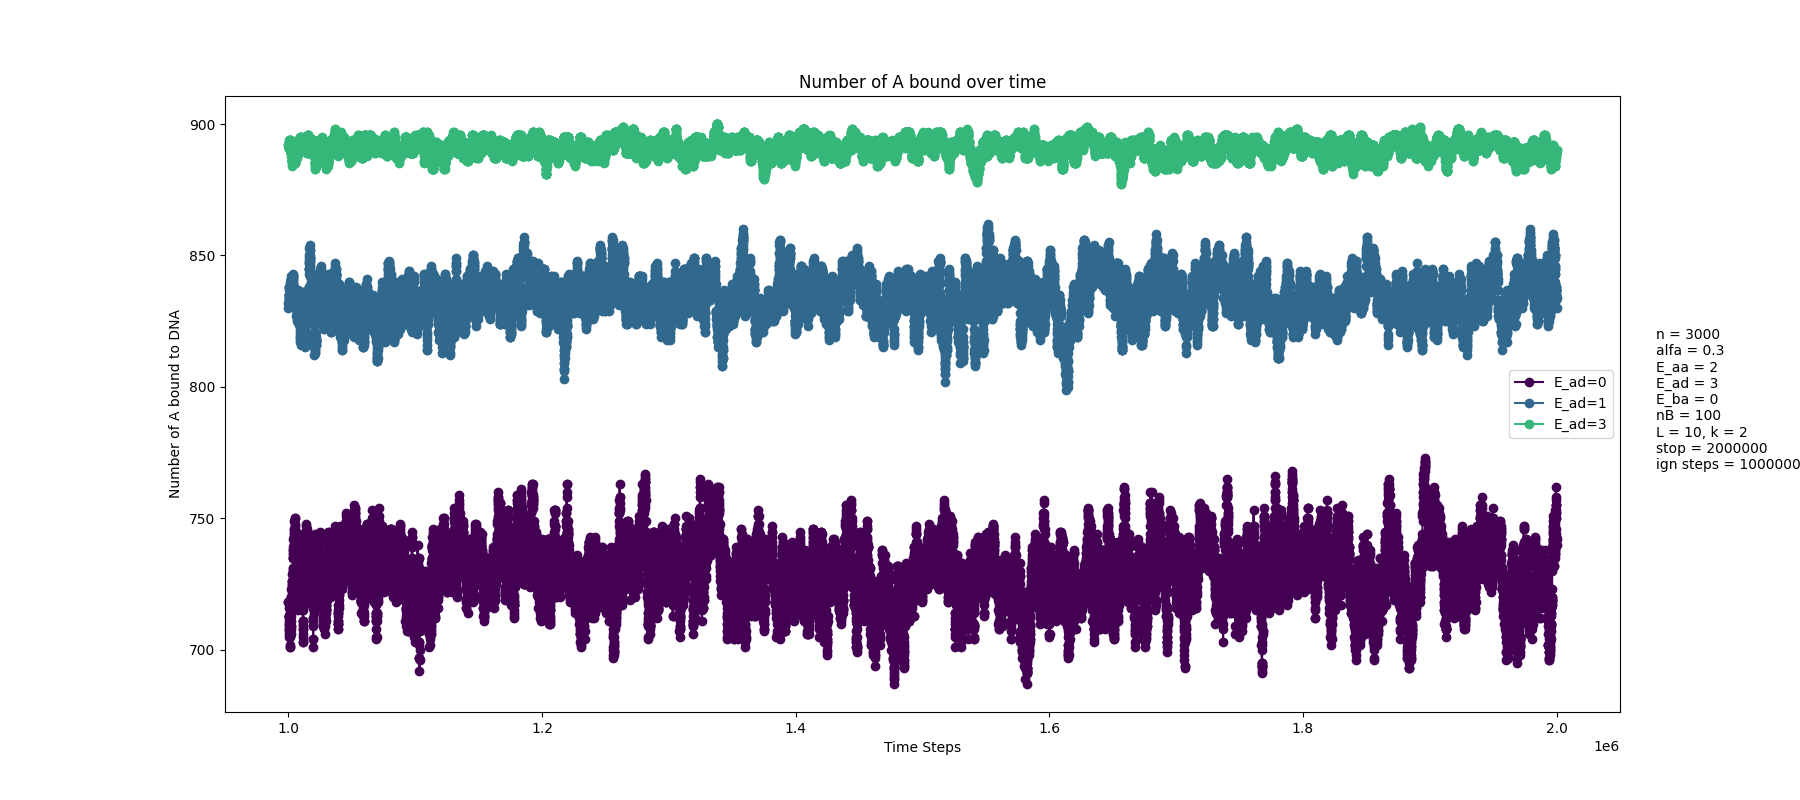 Number of A bound over time
Number of A bound to DNA
900
850
800
750
700
1.0
1.2
1.4
1.6
1.8
2.0
1e6
Time Steps
E_ad=0
E_ad=1
E_ad=3
n = 3000
alfa = 0.3
E_aa = 2
E_ad = 3
E_ba = 0
nB = 100
L = 10, k = 2
stop = 2000000
ign steps = 1000000